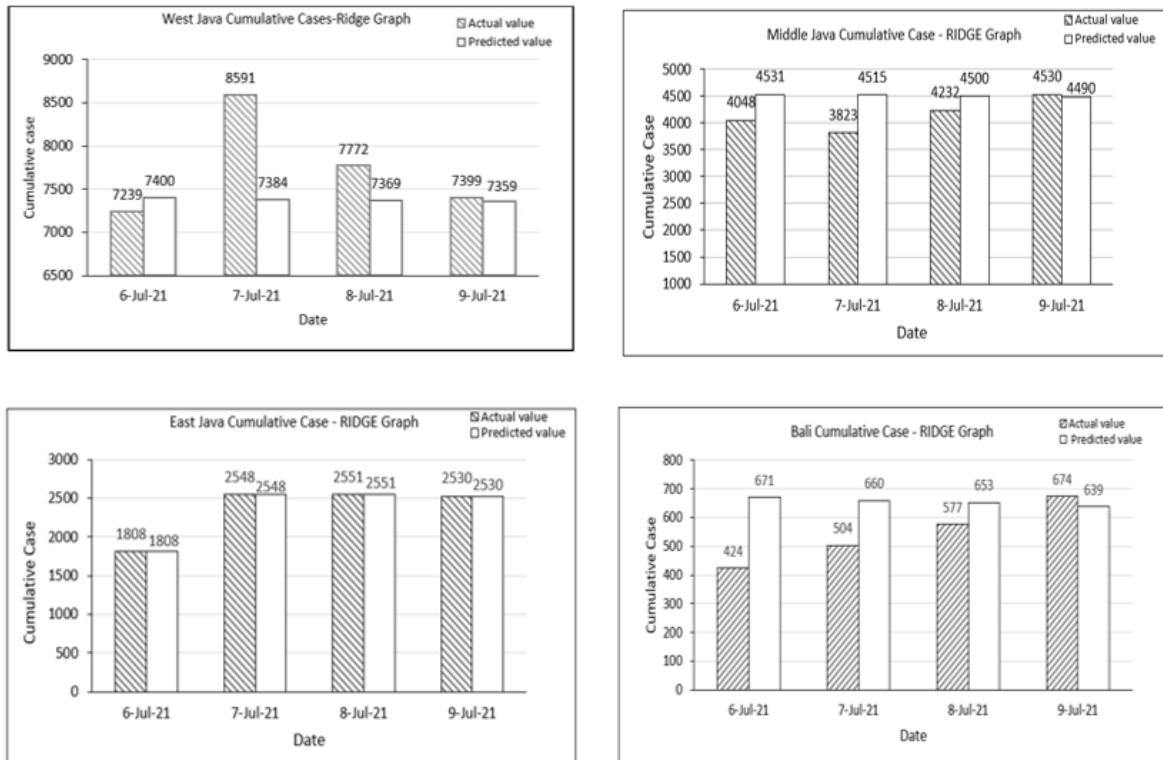 West Java Cumulative Cases-Ridge Graph
Actual value
Predicted value
Cumulative case
9000
8500
8000
7500
7000
6500
7239
7400
8591
7384
7772
7369
7399
7359
6-Jul-21
7-Jul-21
8-Jul-21
9-Jul-21
Date
Middle Java Cumulative Case - RIDGE Graph
Actual value
Predicted value
Cumulative Case
5000
4500
4000
3500
3000
2500
2000
1500
1000
4048
4531
3823
4515
4232
4500
4530
4490
6-Jul-21
7-Jul-21
8-Jul-21
9-Jul-21
Date
East Java Cumulative Case - RIDGE Graph
Actual value
Predicted value
Cumulative Case
3000
2500
2000
1500
1000
500
0
1808
1808
2548
2548
2551
2551
2530
2530
6-Jul-21
7-Jul-21
8-Jul-21
9-Jul-21
Date
Bali Cumulative Case - RIDGE Graph
Actual value
Predicted value
Cumulative Case
800
700
600
500
400
300
200
100
0
424
671
504
660
577
653
674
639
6-Jul-21
7-Jul-21
8-Jul-21
9-Jul-21
Date